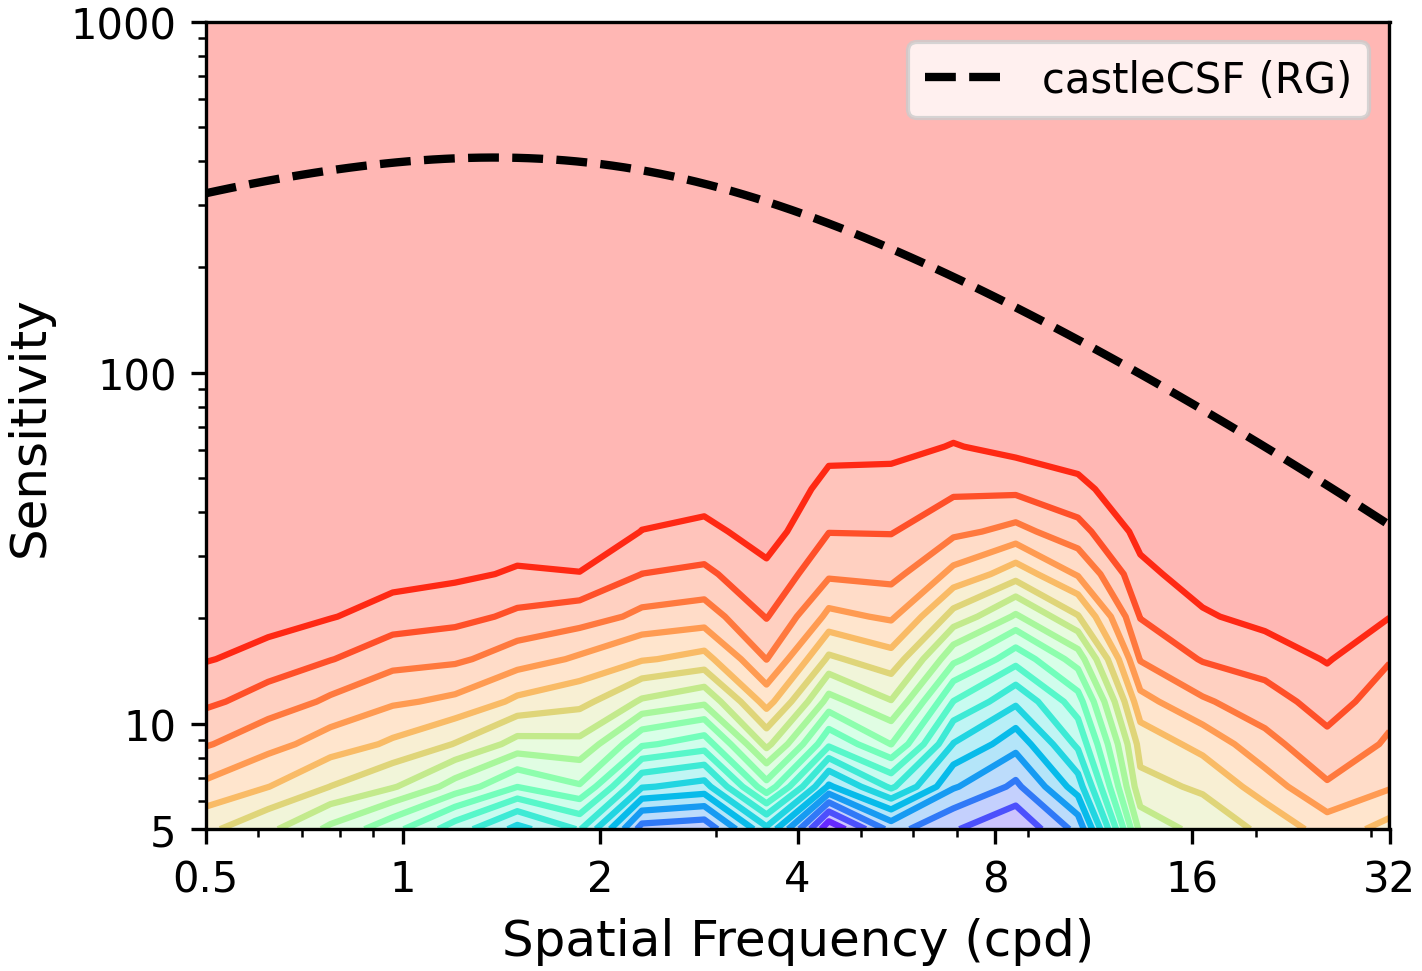 1000
castleCSF (RG)
100
Sensitivity
10
5
0.5 1 2 4 8 16 32
Spatial Frequency (cpd)